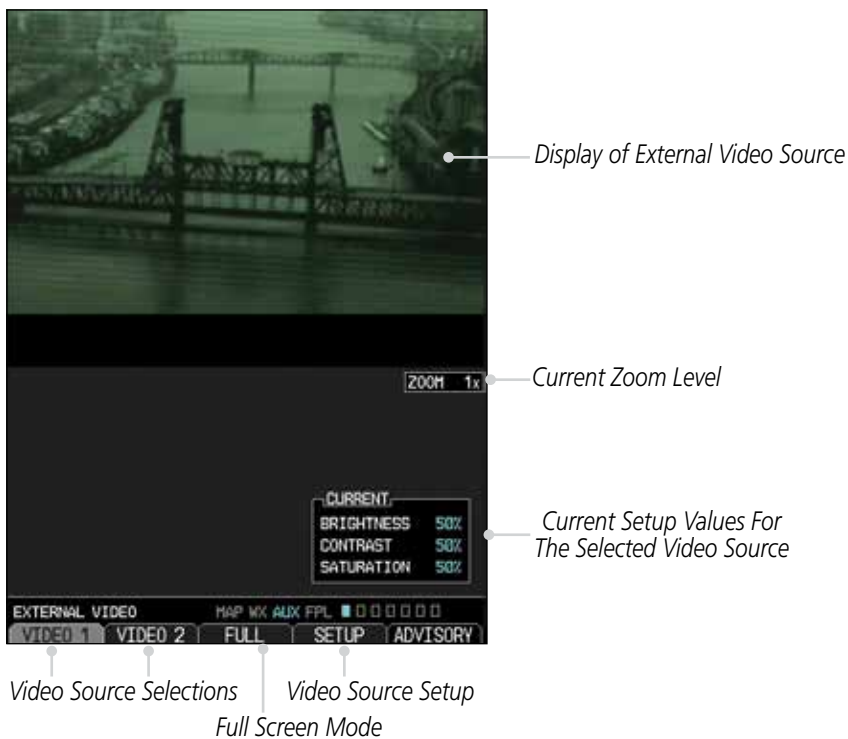 Display of External Video Source
ZOOM 1x
Current Zoom Level
CURRENT
BRIGHTNESS 50%
CONTRAST 50%
SATURATION 50%
Current Setup Values For
The Selected Video Source
EXTERNAL VIDEO MAP WX AUX FPL
VIDEO 1 VIDEO 2 FULL SETUP ADVISORY
Video Source Selections Video Source Setup
Full Screen Mode